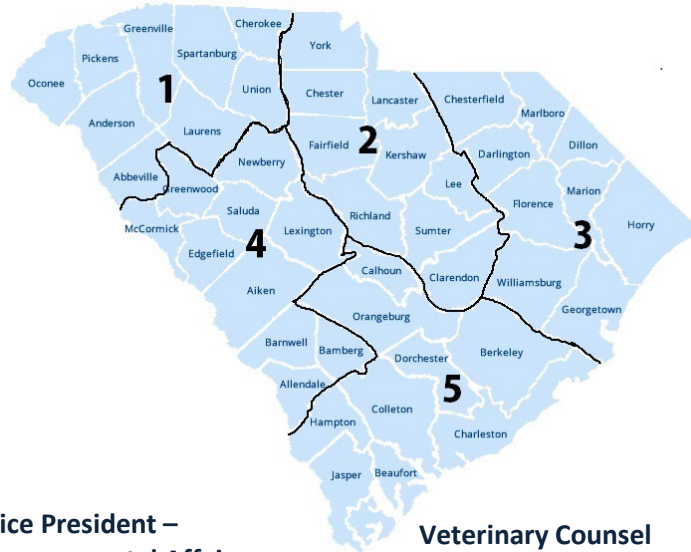 Cherokee
Greenville
York
Spartanburg
Pickens
Oconee
1
Union
Chester
Lancaster
Chesterfield
Marlboro
Anderson
Laurens
2
Fairfield
Kershaw
Darlington
Dillon
Newberry
Abbeville
Greenwood
Lee
Marion
Florence
Saluda
Richland
Horry
McCormick
Lexington
Sumter
3
4
Edgefield
Calhoun
Clarendon
Williamsburg
Aiken
Georgetown
Orangeburg
Barnwell
Bamberg
Dorchester
Berkeley
Allendale
5
Colleton
Hampton
Charleston
Jasper
Beaufort
ice President –
Veterinary Counsel